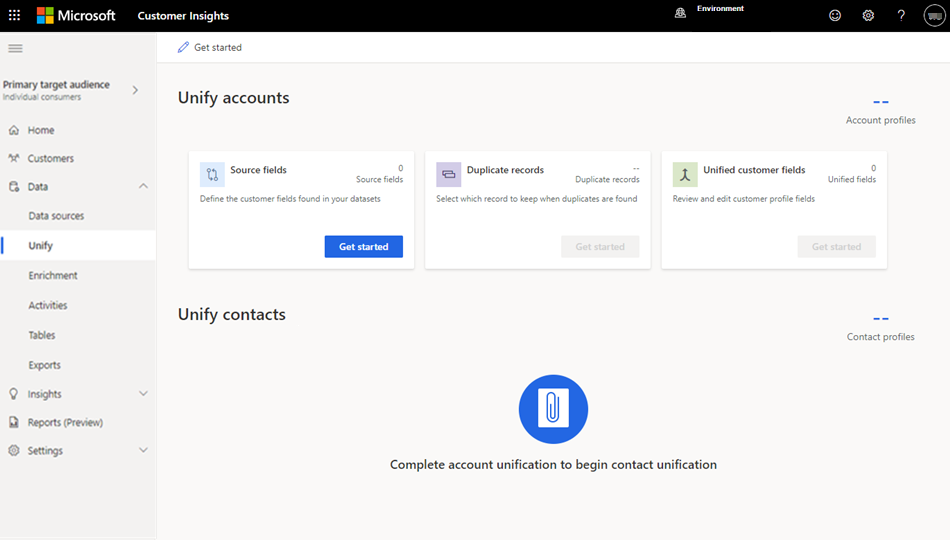 Microsoft Customer Insights Environment ?
Get started
Primary target audience
Individual consumers
Home
Customers
Data
Data sources
Unify
Enrichment
Activities
Tables
Exports
Insights
Reports (Preview)
Settings
Unify accounts
--
Account profiles
Source fields
0
Source fields
Define the customer fields found in your datasets
Get started
Duplicate records
--
Duplicate records
Select which record to keep when duplicates are found
Get started
Unified customer fields
0
Unified fields
Review and edit customer profile fields
Get started
Unify contacts
--
Contact profiles
Complete account unification to begin contact unification